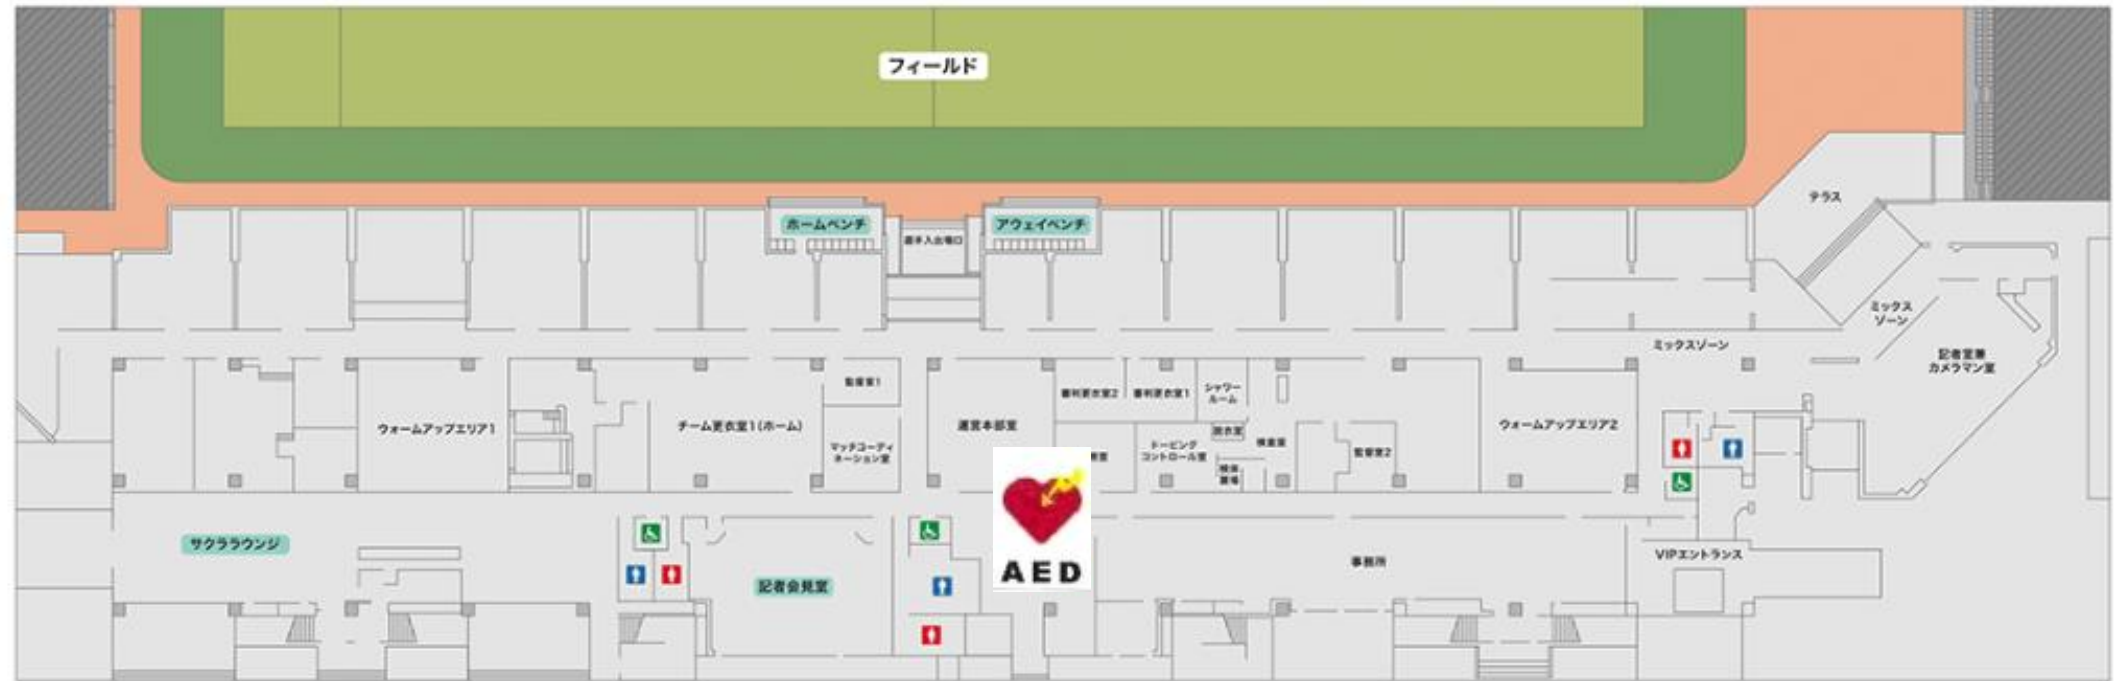 フィールド
テラス
ホームベンチ
選手入出場口
アウェイベンチ
ミックス
ゾーン
ミックスゾーン
記者室兼
カメラマン室
監督室1
審判更衣室2
審判更衣室1
シャワー
ルーム
ウォームアップエリア1
チーム更衣室1(ホーム)
マッチコーディ
ネーション室
運営本部室
ドーピング
コントロール室
脱衣室
検査室
監督室2
ウォームアップエリア2
AED
サクララウンジ
記者会見室
事務所
VIPエントランス